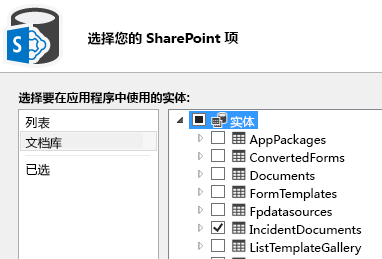 选择您的 SharePoint 项
选择要在应用程序中使用的实体:
列表
文档库
已选
实体
AppPackages
ConvertedForms
Documents
FormTemplates
Fpdatasources
IncidentDocuments
ListTemplateGallery